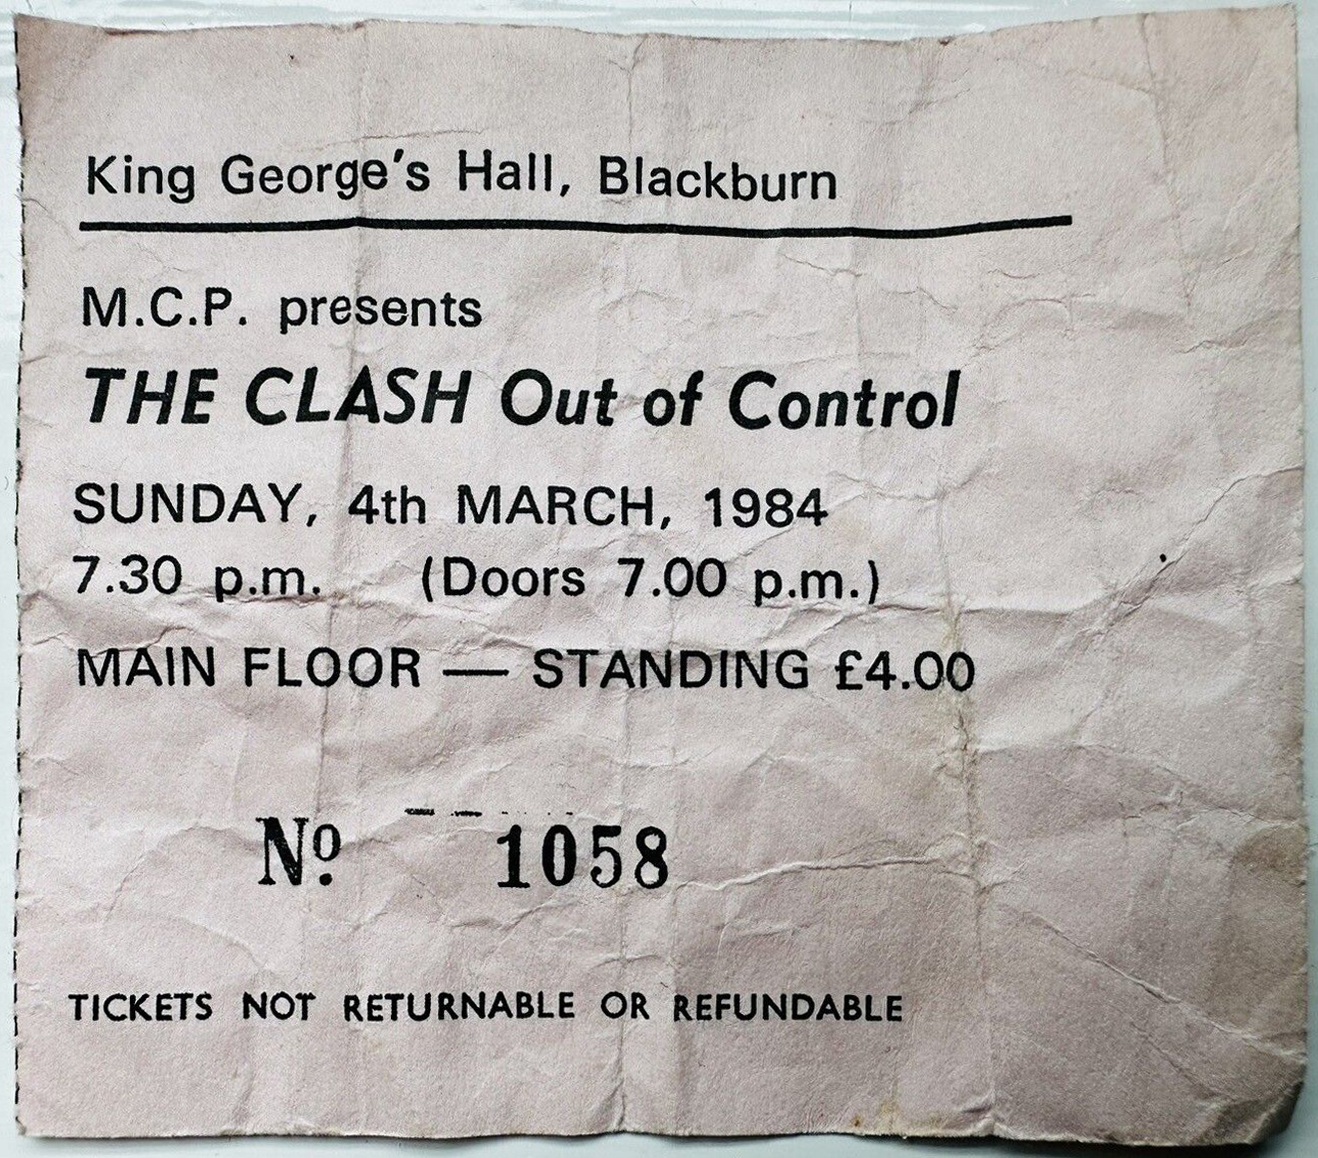 King George's Hall, Blackburn
M.C.P. presents
THE CLASH Out of Control
SUNDAY, 4th MARCH, 1984
7.30 p.m. (Doors 7.00 p.m.)
MAIN FLOOR — STANDING £4.00
Nº 1058
TICKETS NOT RETURNABLE OR REFUNDABLE